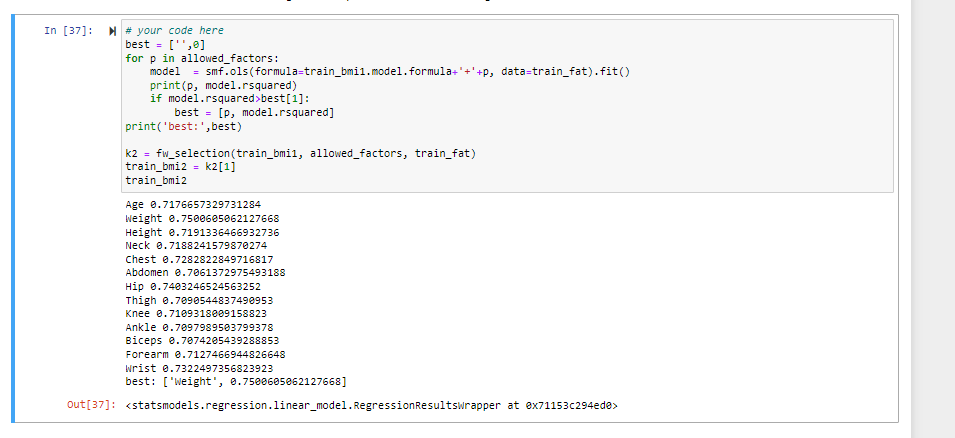 In [37]:
# your code here
best = ['',0]
for p in allowed_factors:
    model  = smf.ols(formula=train_bmi1.model.formula+'+'+p, data=train_fat).fit()
    print(p, model.rsquared)
    if model.rsquared>best[1]:
        best = [p, model.rsquared]
print('best:',best)

k2 = fw_selection(train_bmi1, allowed_factors, train_fat)
train_bmi2 = k2[1]
train_bmi2
Age 0.7176657329731284
Weight 0.7500605062127668
Height 0.7191336466932736
Neck 0.7188241579870274
Chest 0.7282822849716817
Abdomen 0.7061372975493188
Hip 0.7403246524563252
Thigh 0.7090544837490953
Knee 0.7109318009158823
Ankle 0.7097989503799378
Biceps 0.7074205439288853
Forearm 0.7127466944826648
Wrist 0.7322497356823923
best: ['Weight', 0.7500605062127668]
Out[37]: <statsmodels.regression.linear_model.RegressionResultsWrapper at 0x71153c294ed0>